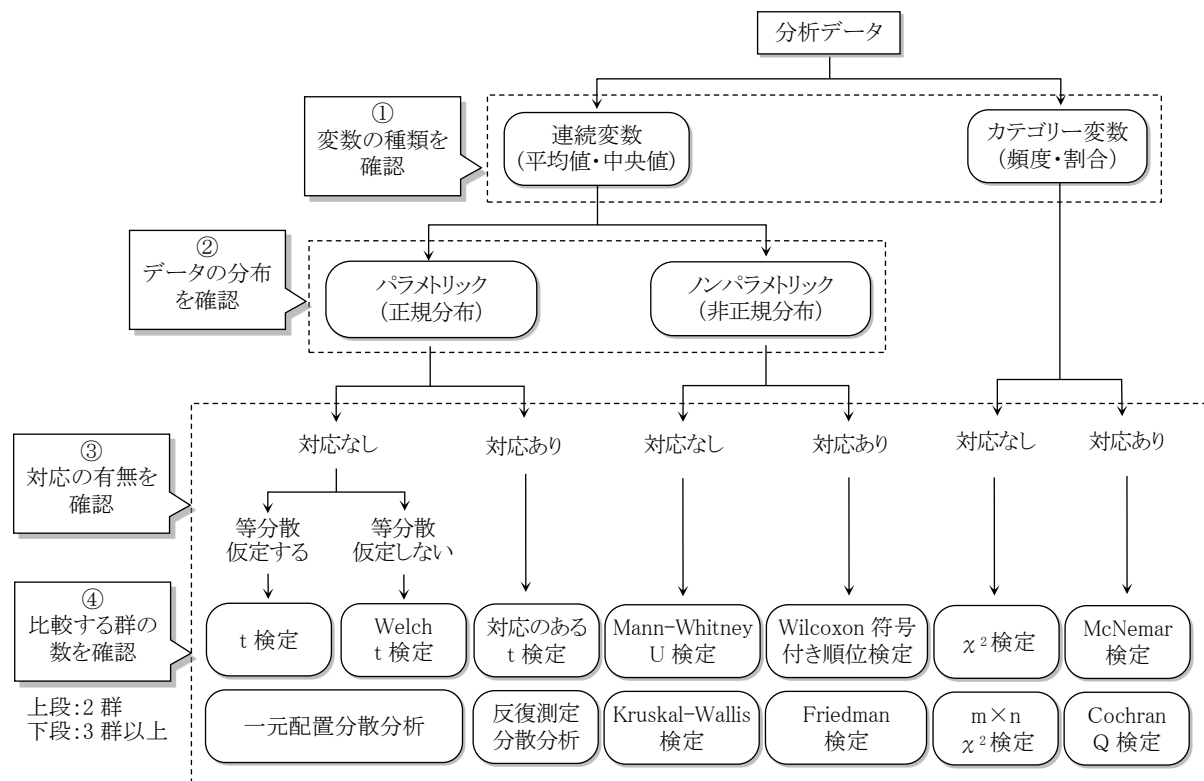 分析データ
①
変数の種類を
確認
連続変数
(平均値・中央値)
カテゴリー変数
(頻度・割合)
②
データの分布
を確認
パラメトリック
(正規分布)
ノンパラメトリック
(非正規分布)
③
対応の有無を
確認
対応なし
対応あり
対応なし
対応あり
対応なし
対応あり
等分散
仮定する
等分散
仮定しない
④
比較する群の
数を確認
上段:2 群
下段:3 群以上
t 検定
Welch
t 検定
対応のある
t 検定
Mann-Whitney
U 検定
Wilcoxon 符号
付き順位検定
χ² 検定
McNemar
検定
一元配置分散分析
反復測定
分散分析
Kruskal-Wallis
検定
Friedman
検定
m×n
χ² 検定
Cochran
Q 検定